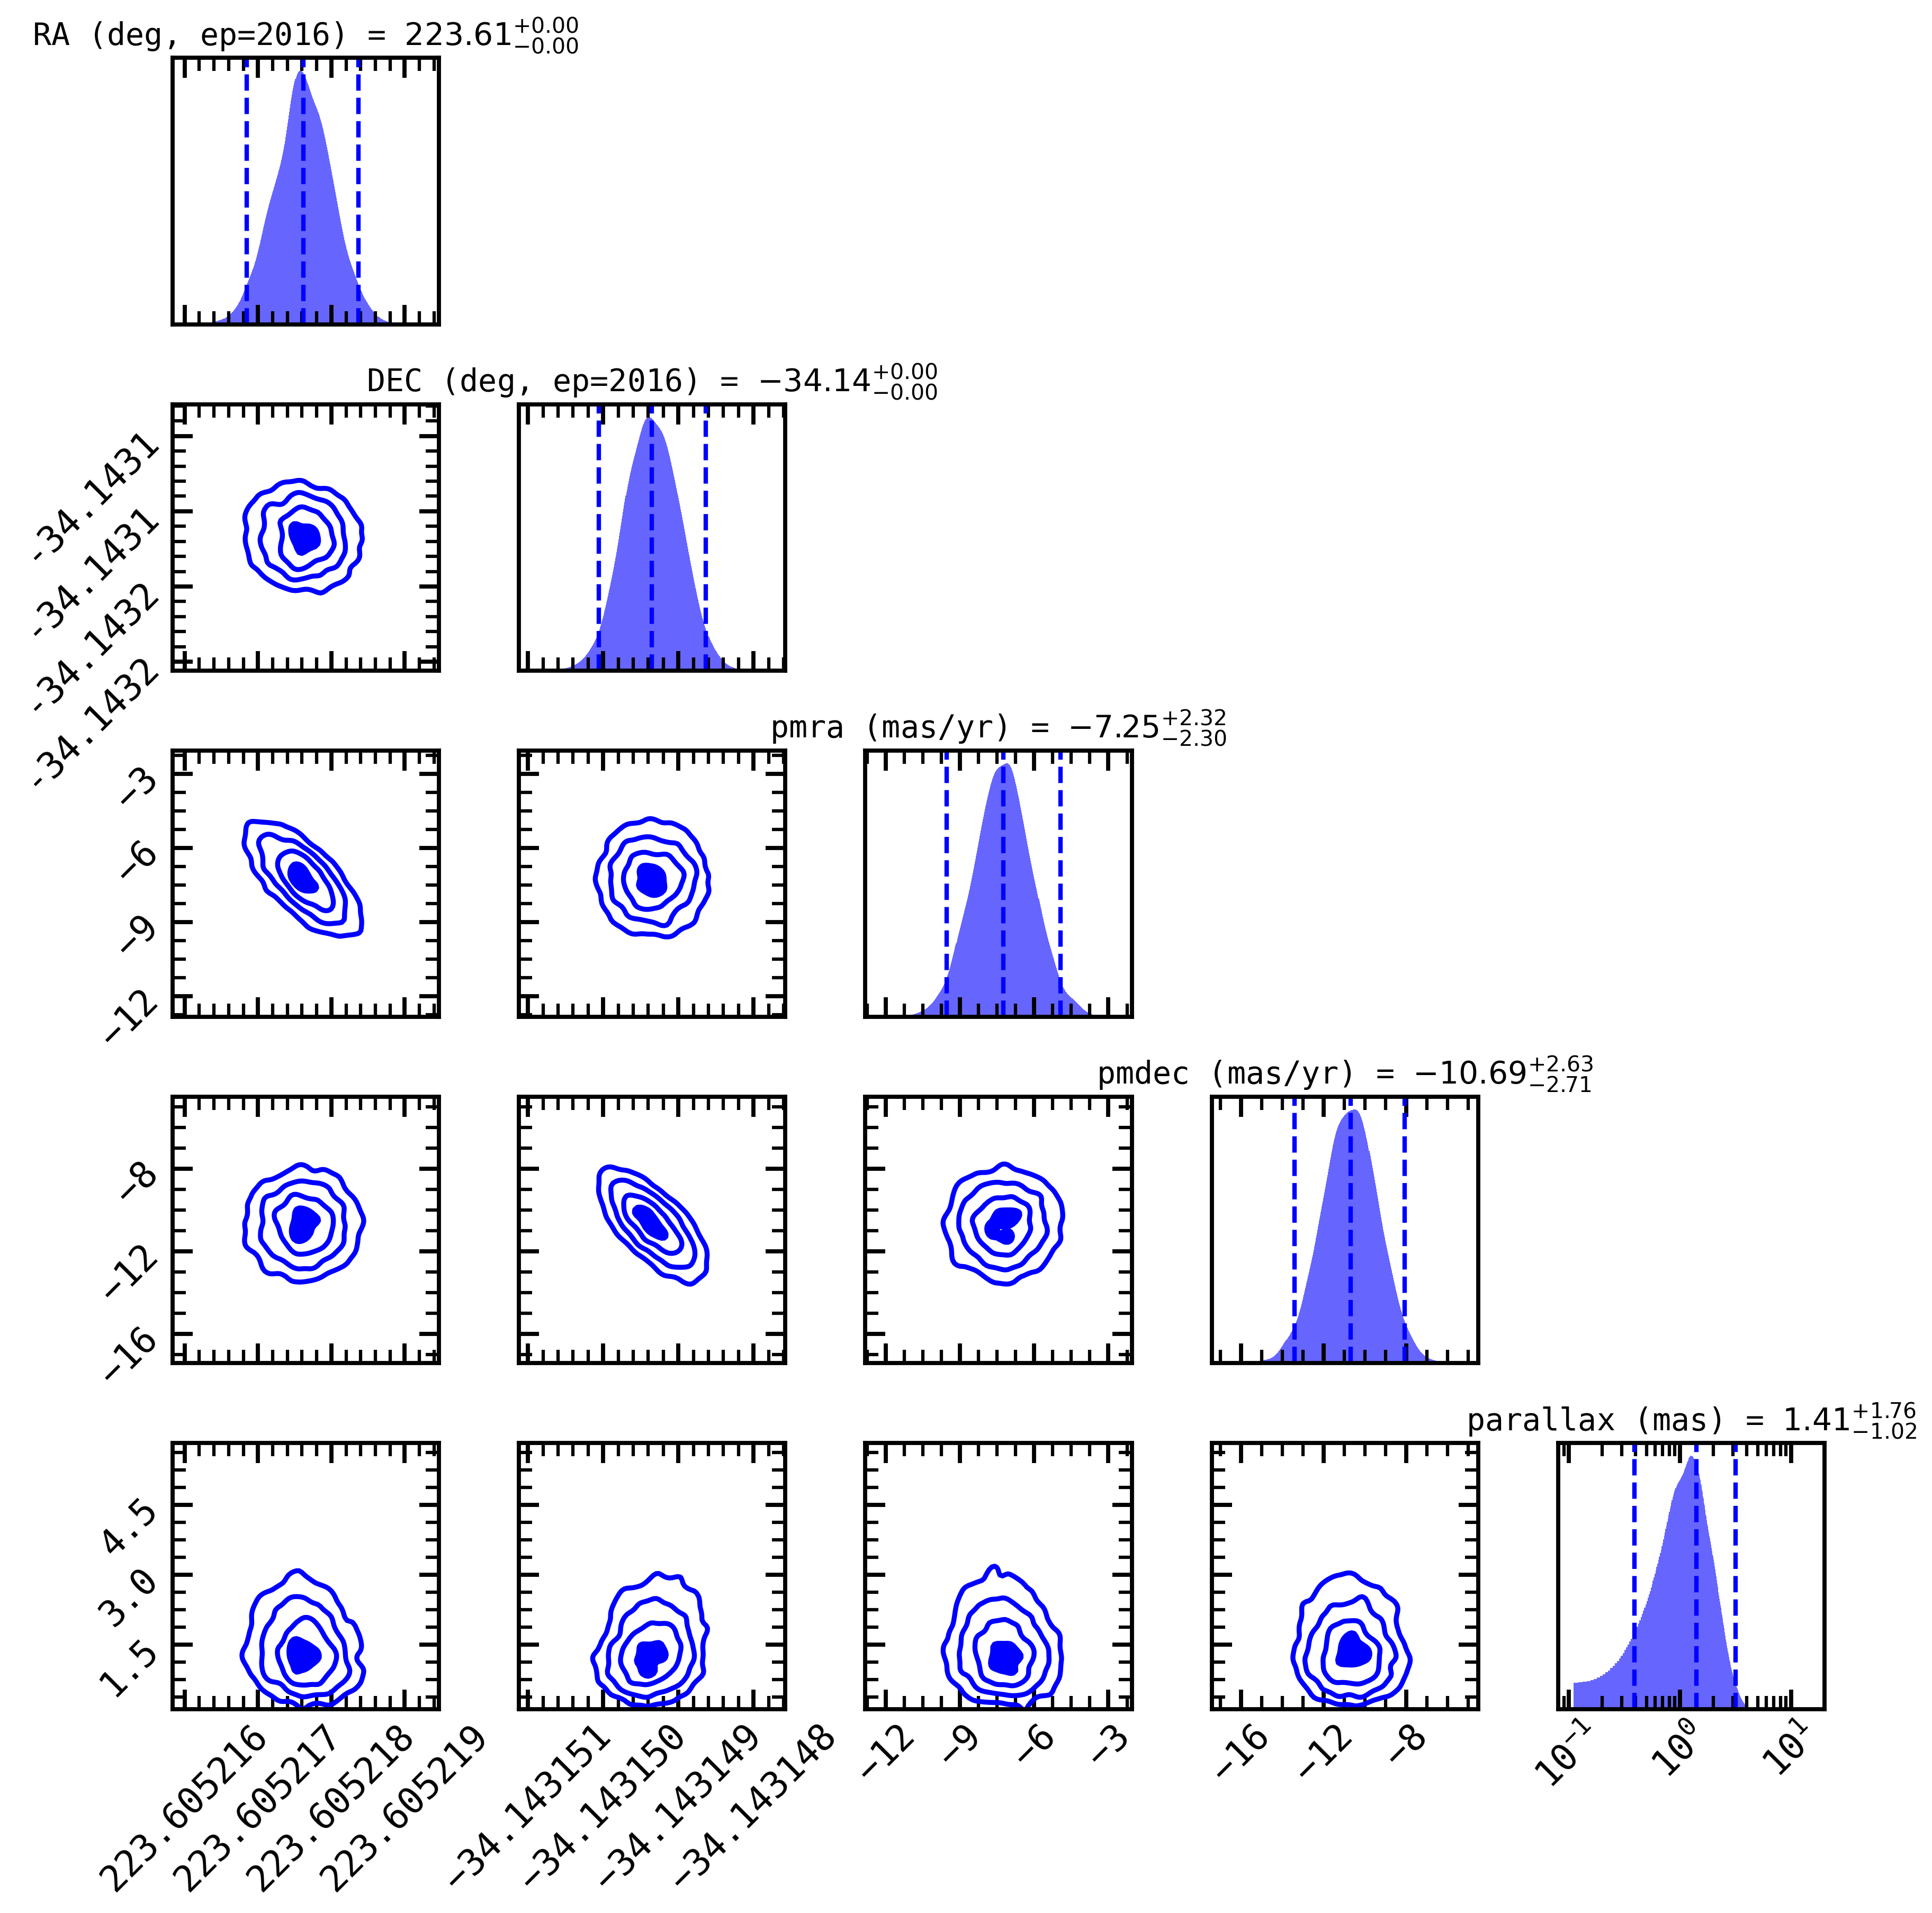 RA (deg, ep=2016) = 223.61 +0.00 −0.00
DEC (deg, ep=2016) = −34.14 +0.00 −0.00
-34.1431
-34.1431
-34.1432
-34.1432
pmra (mas/yr) = −7.25 +2.32 −2.30
−3
−6
−9
−12
pmdec (mas/yr) = −10.69 +2.63 −2.71
−8
−12
−16
parallax (mas) = 1.41 +1.76 −1.02
4.5
3.0
1.5
223.605216 223.605217 223.605218 223.605219 −34.143151 −34.143150 −34.143149 −34.143148 −12 −9 −6 −3 −16 −12 −8 10−1 100 101